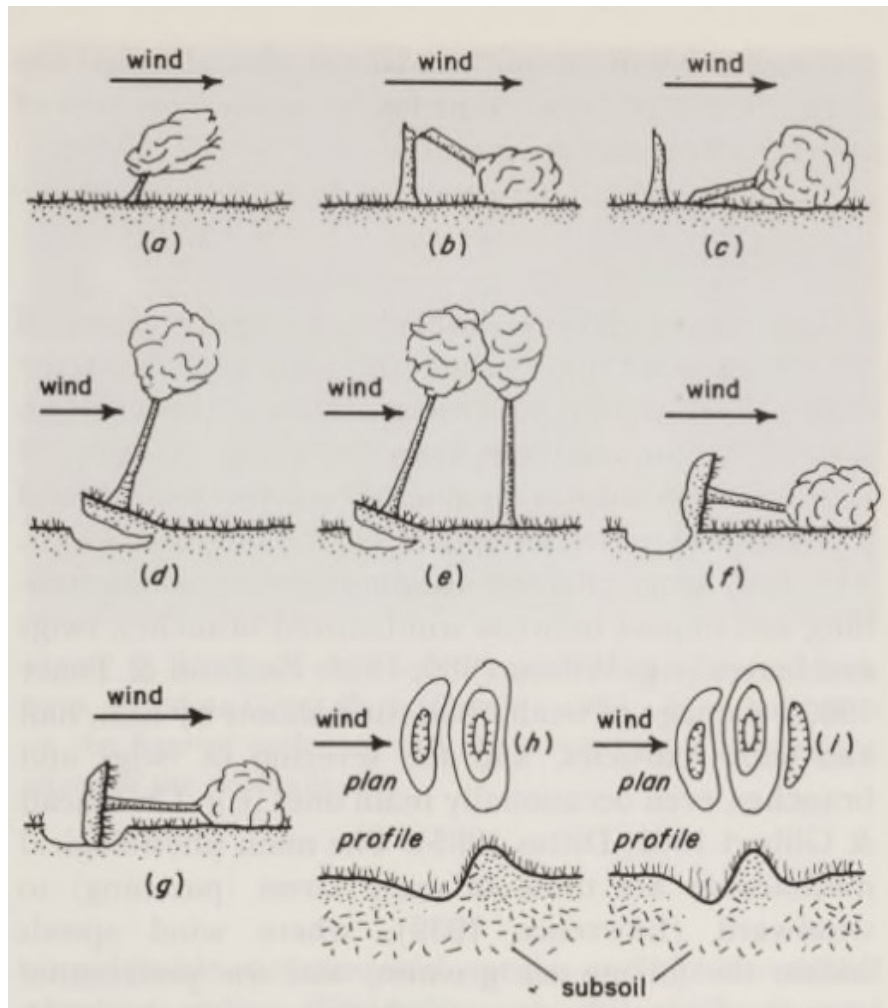 wind
wind
wind
(a)
(b)
(c)
wind
wind
wind
(d)
(e)
(f)
wind
wind
(h)
wind
(i)
plan
plan
profile
profile
(g)
subsoil